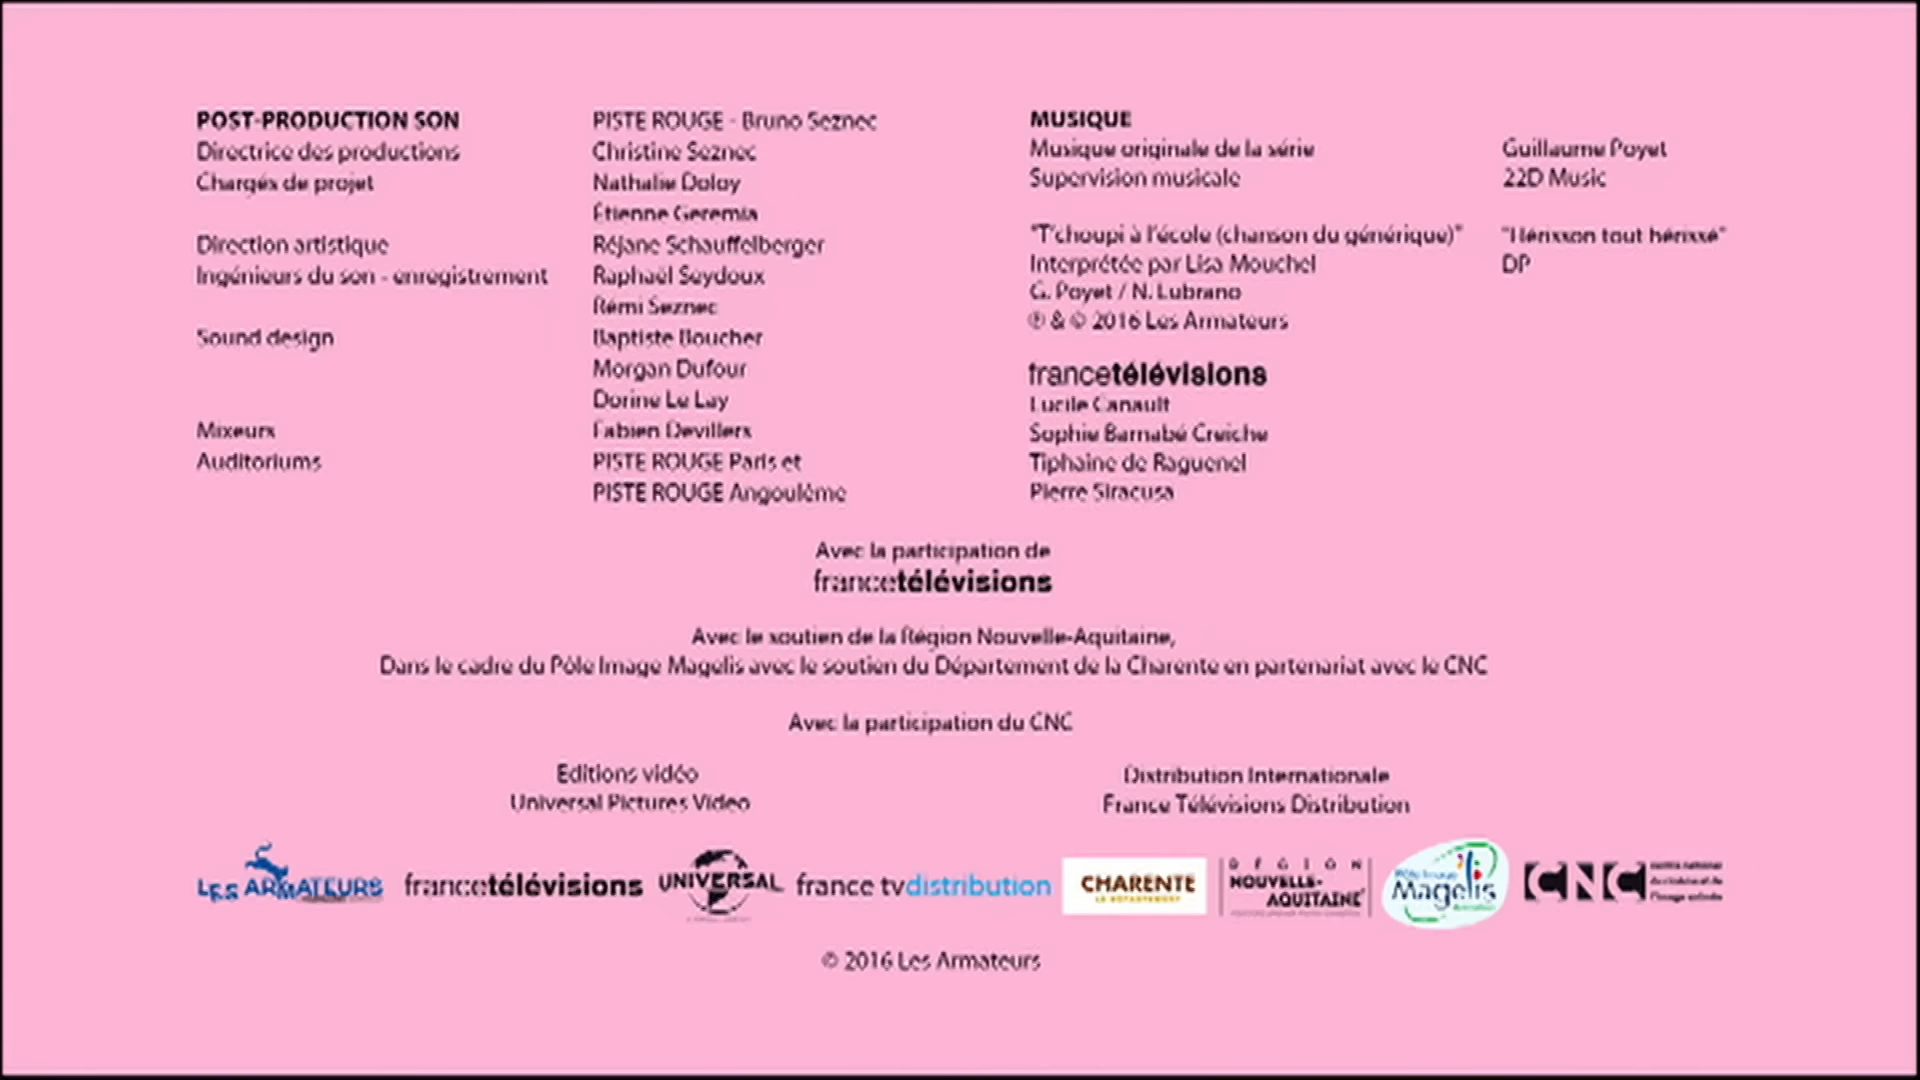 POST-PRODUCTION SON PISTE ROUGE - Bruno Seznec
Directrice des productions Christine Seznec
Chargés de projet Nathalie Doloy
Étienne Geremia
Direction artistique Réjane Schauffelberger
Ingénieurs du son - enregistrement Raphaël Seydoux
Rémi Seznec
Sound design Baptiste Boucher
Morgan Dufour
Dorine Le Lay
Mixeurs Fabien Devillers
Auditoriums PISTE ROUGE Paris et
PISTE ROUGE Angoulême
MUSIQUE
Musique originale de la série Guillaume Poyet
Supervision musicale 22D Music
"T'choupi à l'école (chanson du générique)" "Hérisson tout hérissé"
Interprétée par Lisa Mouchel DP
G. Poyet / N. Lubrano
℗ & © 2016 Les Armateurs
francetélévisions
Lucile Canault
Sophie Barnabé Creiche
Tiphaine de Raguenel
Pierre Siracusa
Avec la participation de
francetélévisions
Avec le soutien de la Région Nouvelle-Aquitaine,
Dans le cadre du Pôle Image Magelis avec le soutien du Département de la Charente en partenariat avec le CNC
Avec la participation du CNC
Editions vidéo
Universal Pictures Video
Distribution Internationale
France Télévisions Distribution
LES ARMATEURS
francetélévisions
UNIVERSAL
france tvdistribution
CHARENTE
LE DÉPARTEMENT
RÉGION
NOUVELLE-
AQUITAINE
Pôle Image
Magelis
CNC
© 2016 Les Armateurs